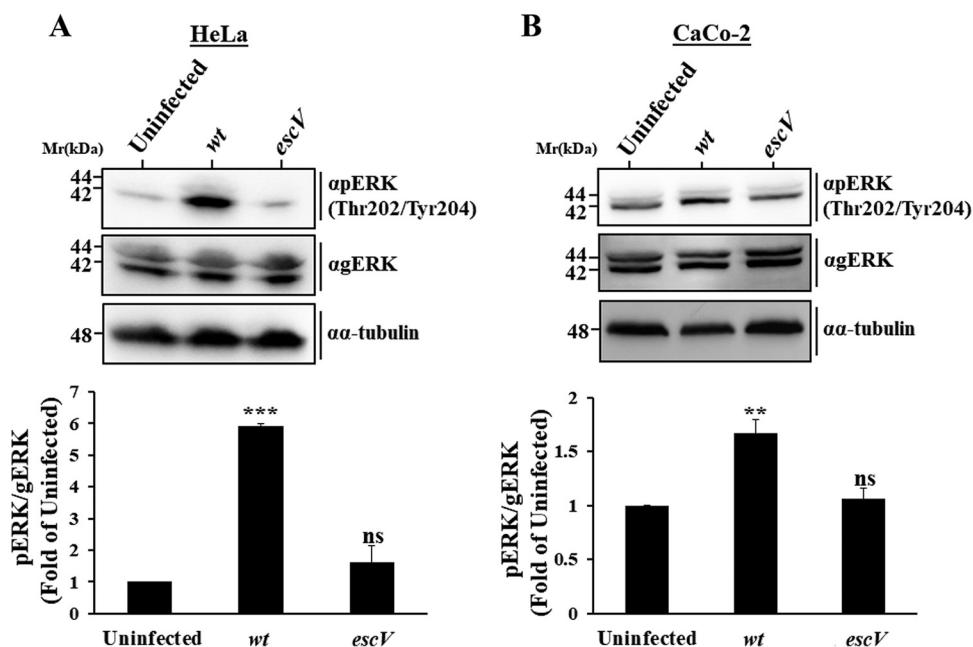 A
HeLa
Uninfected
wt
escV
Mr(kDa)
44
42
αpERK
(Thr202/Tyr204)
44
42
αgERK
48
αα-tubulin
7
6
5
4
3
2
1
0
pERK/gERK
(Fold of Uninfected)
***
ns
Uninfected wt escV
B
CaCo-2
Uninfected
wt
escV
Mr(kDa)
44
42
αpERK
(Thr202/Tyr204)
44
42
αgERK
48
αα-tubulin
2
1.5
1
0.5
0
pERK/gERK
(Fold of Uninfected)
**
ns
Uninfected wt escV